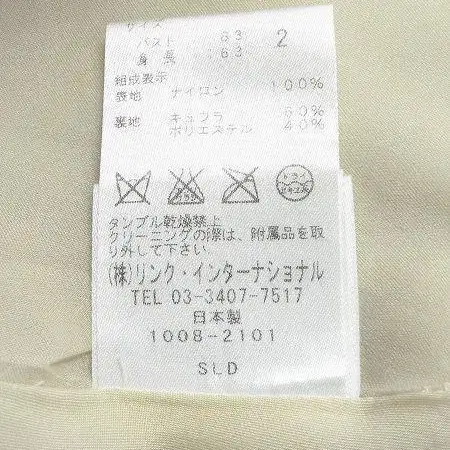 サイズ
バスト 83 2
身長 163
組成表示
表地 ナイロン 100%
裏地 キュプラ 60%
ポリエステル 40%
ドライ
タンブル乾燥禁止
クリーニングの際は、附属品を取
り外して下さい。
(株)リンク・インターナショナル
TEL 03-3407-7517
日本製
1008-2101
SLD